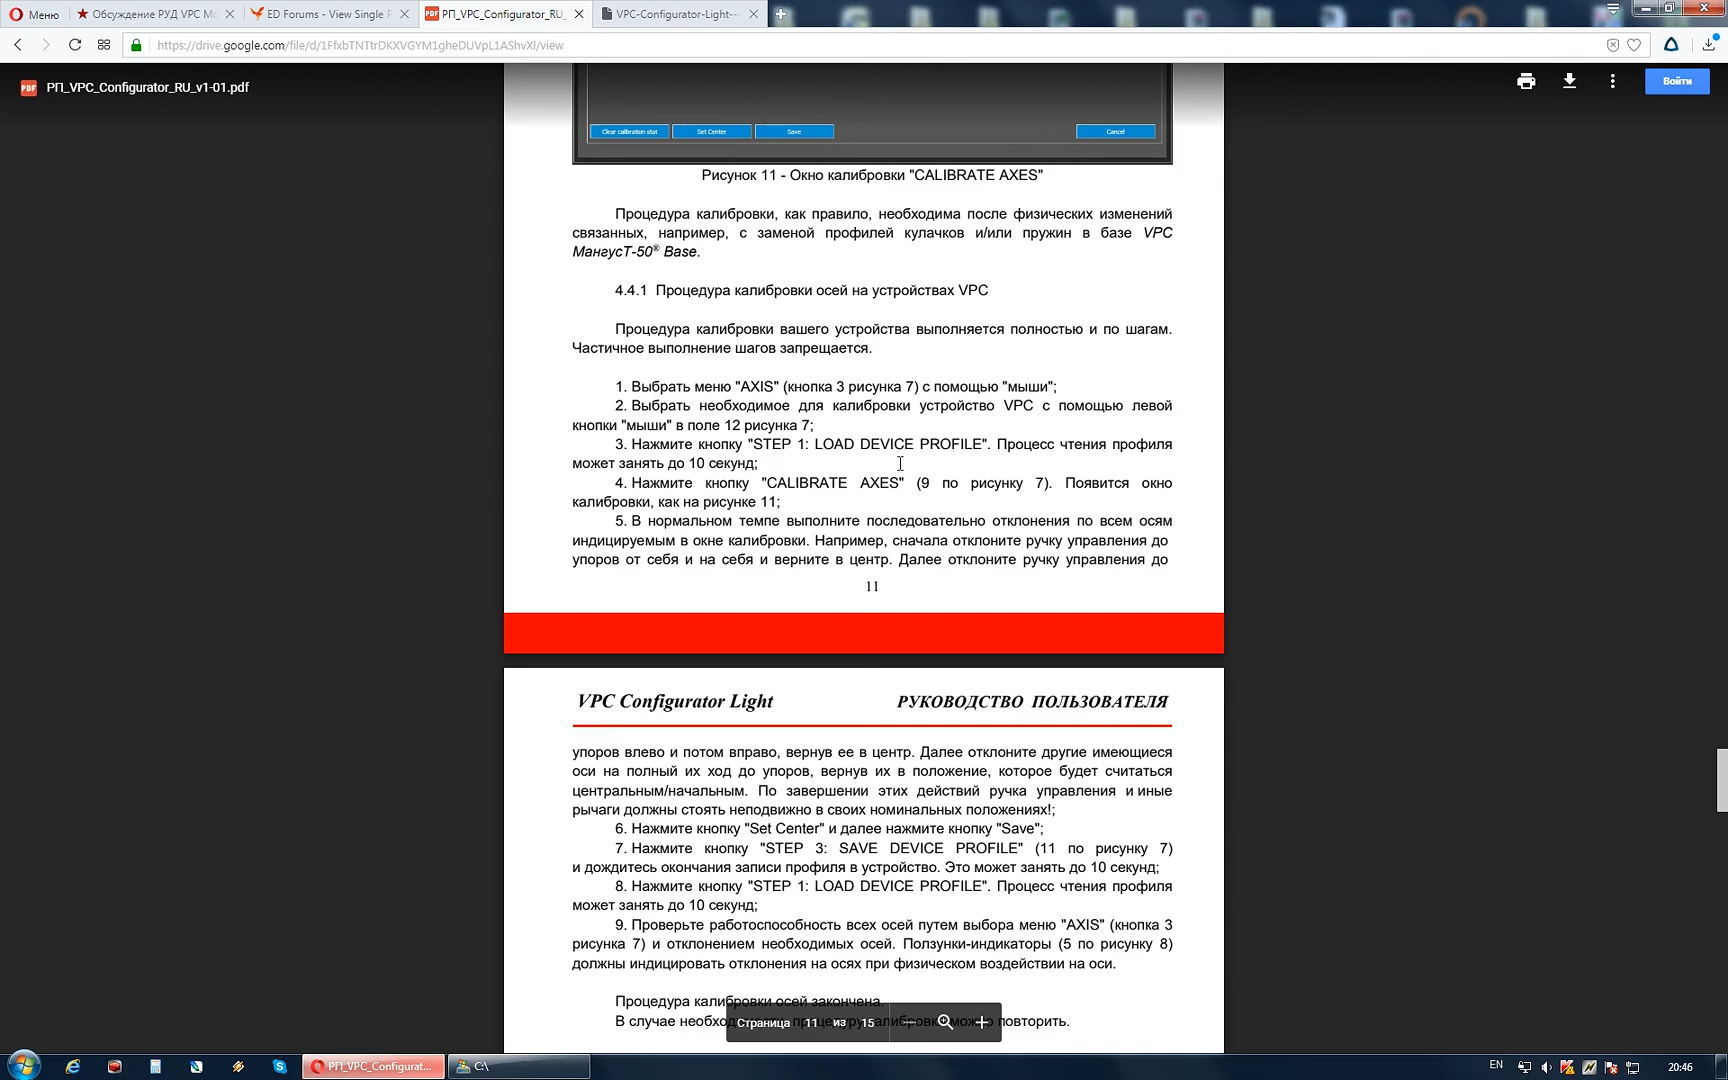 Меню
Обсуждение РУД VPC Мо
ED Forums - View Single P
РП_VPC_Configurator_RU_
VPC-Configurator-Light--
https://drive.google.com/file/d/1FfxbTNTtrDKXVGYM1gheDUVpL1AShvXl/view
РП_VPC_Configurator_RU_v1-01.pdf
Войти
Clear calibration stat Set Center Save Cancel
Рисунок 11 - Окно калибровки "CALIBRATE AXES"
Процедура калибровки, как правило, необходима после физических изменений
связанных, например, с заменой профилей кулачков и/или пружин в базе VPC
МангусТ-50® Base.
4.4.1 Процедура калибровки осей на устройствах VPC
Процедура калибровки вашего устройства выполняется полностью и по шагам.
Частичное выполнение шагов запрещается.
1. Выбрать меню "AXIS" (кнопка 3 рисунка 7) с помощью "мыши";
2. Выбрать необходимое для калибровки устройство VPC с помощью левой
кнопки "мыши" в поле 12 рисунка 7;
3. Нажмите кнопку "STEP 1: LOAD DEVICE PROFILE". Процесс чтения профиля
может занять до 10 секунд;
4. Нажмите кнопку "CALIBRATE AXES" (9 по рисунку 7). Появится окно
калибровки, как на рисунке 11;
5. В нормальном темпе выполните последовательно отклонения по всем осям
индицируемым в окне калибровки. Например, сначала отклоните ручку управления до
упоров от себя и на себя и верните в центр. Далее отклоните ручку управления до
11
VPC Configurator Light РУКОВОДСТВО ПОЛЬЗОВАТЕЛЯ
упоров влево и потом вправо, вернув ее в центр. Далее отклоните другие имеющиеся
оси на полный их ход до упоров, вернув их в положение, которое будет считаться
центральным/начальным. По завершении этих действий ручка управления и иные
рычаги должны стоять неподвижно в своих номинальных положениях!;
6. Нажмите кнопку "Set Center" и далее нажмите кнопку "Save";
7. Нажмите кнопку "STEP 3: SAVE DEVICE PROFILE" (11 по рисунку 7)
и дождитесь окончания записи профиля в устройство. Это может занять до 10 секунд;
8. Нажмите кнопку "STEP 1: LOAD DEVICE PROFILE". Процесс чтения профиля
может занять до 10 секунд;
9. Проверьте работоспособность всех осей путем выбора меню "AXIS" (кнопка 3
рисунка 7) и отклонением необходимых осей. Ползунки-индикаторы (5 по рисунку 8)
должны индицировать отклонения на осях при физическом воздействии на оси.
Процедура калибровки осей закончена.
В случае необходимости, процедуру калибровки можно повторить.
Страница 11 из 15
РП_VPC_Configurat...
C:\
EN
20:46